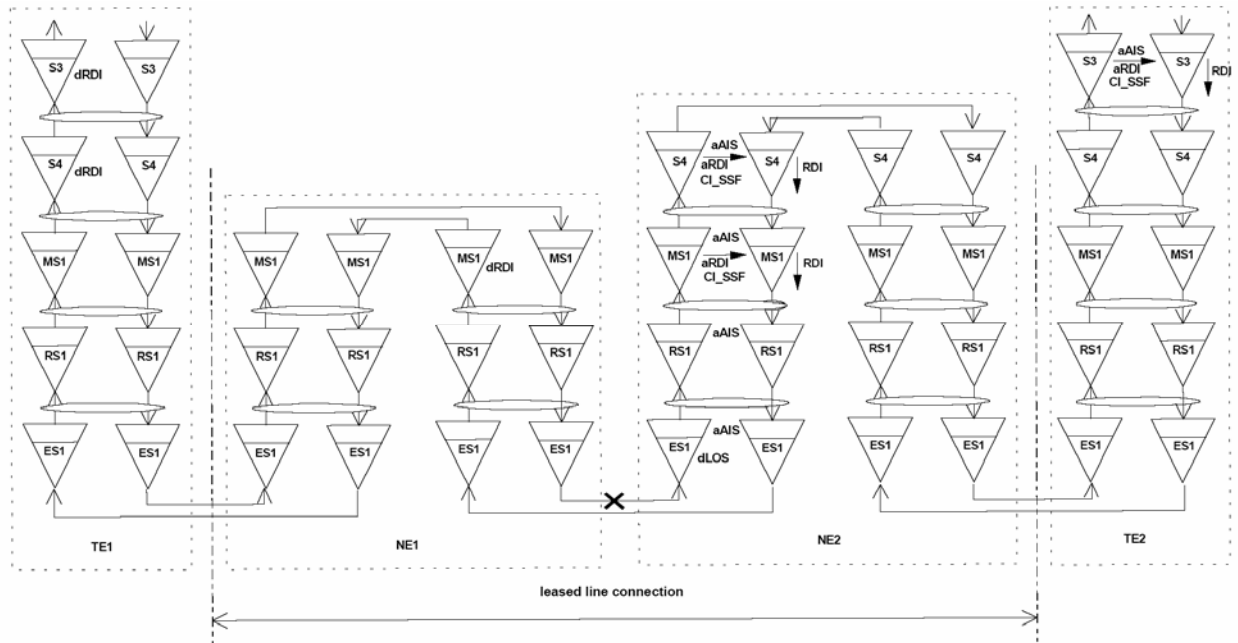 S3
dRDI
S3
S4
dRDI
S4
MS1
MS1
RS1
RS1
ES1
ES1
TE1
MS1
MS1
MS1
dRDI
MS1
RS1
RS1
RS1
RS1
ES1
ES1
ES1
ES1
NE1
S4
aAIS
aRDI
CI_SSF
S4
RDI
S4
S4
MS1
aAIS
aRDI
CI_SSF
MS1
RDI
MS1
MS1
RS1
aAIS
RS1
RS1
RS1
ES1
aAIS
dLOS
ES1
ES1
ES1
NE2
S3
aAIS
aRDI
CI_SSF
S3
RDI
S4
S4
MS1
MS1
RS1
RS1
ES1
ES1
TE2
leased line connection